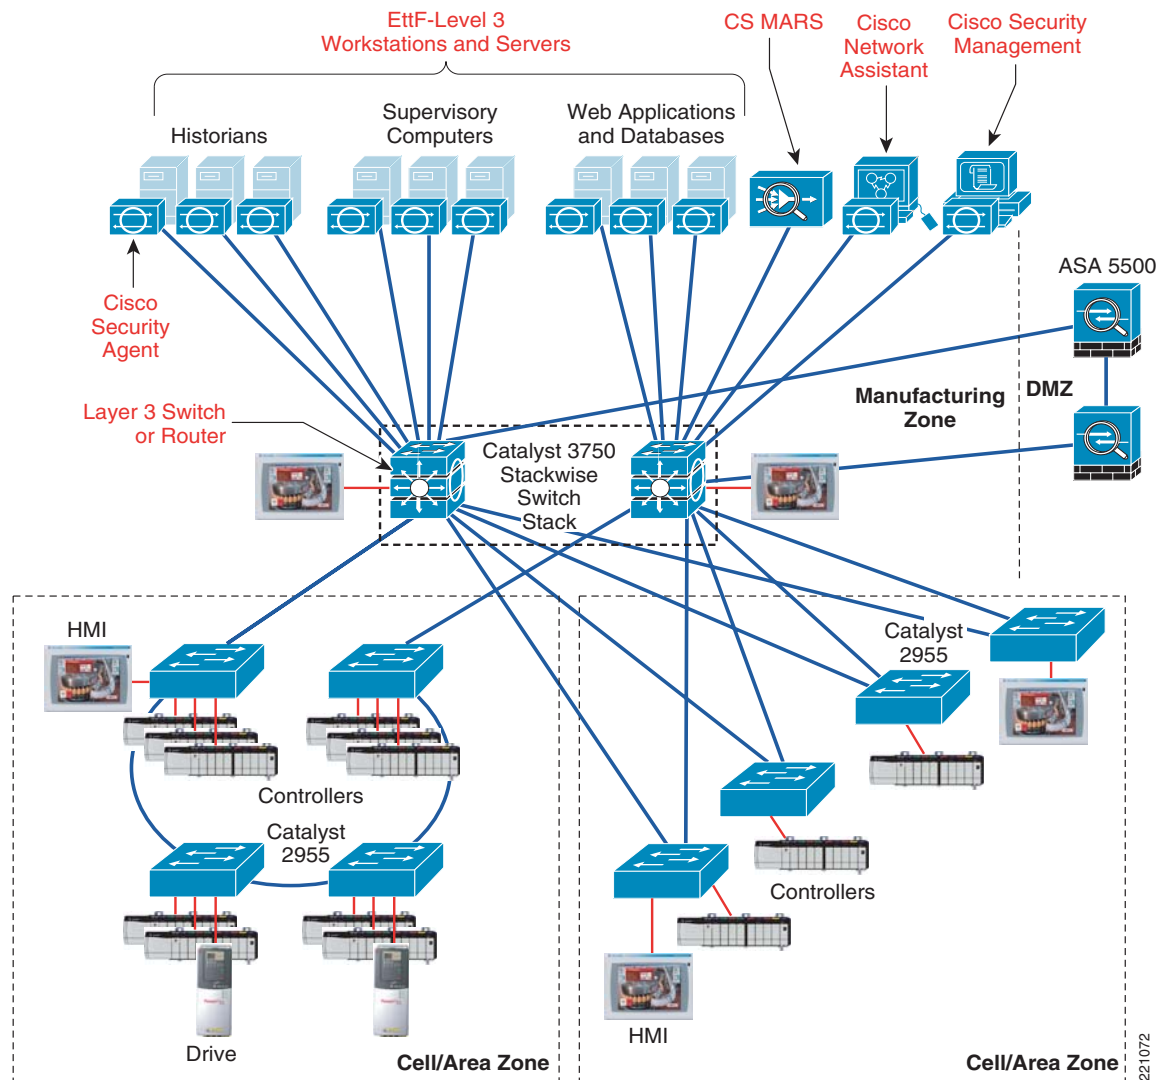 EttF-Level 3
Workstations and Servers
CS MARS
Cisco
Network
Assistant
Cisco Security
Management
Historians
Supervisory
Computers
Web Applications
and Databases
Cisco
Security
Agent
ASA 5500
Manufacturing
Zone
DMZ
Layer 3 Switch
or Router
Catalyst 3750
Stackwise
Switch
Stack
HMI
Controllers
Catalyst
2955
Drive
Cell/Area Zone
Catalyst
2955
Controllers
HMI
Cell/Area Zone
221072